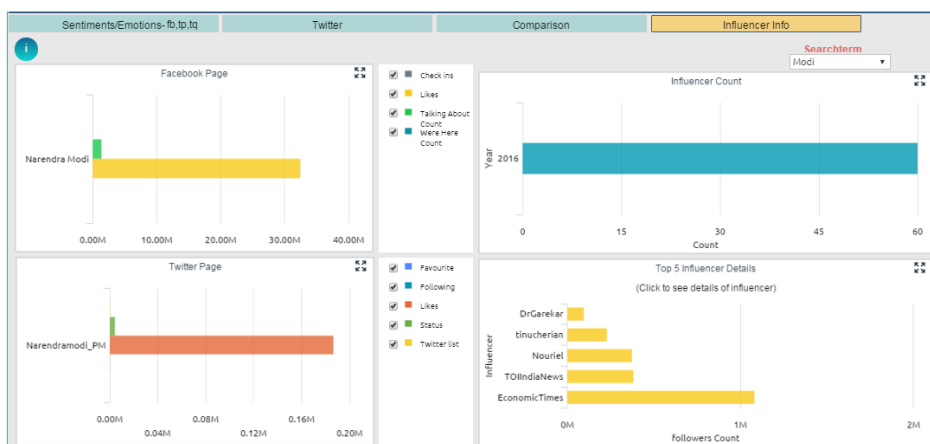 Sentiments/Emotions-fb,tp,tq
Twitter
Comparison
Influencer Info
i
Searchterm
Modi
Facebook Page
Narendra Modi
0.00M 10.00M 20.00M 30.00M 40.00M
Check ins
Likes
Talking About
Count
Were Here
Count
Influencer Count
Year
2016
0 15 30 45 60
Count
Twitter Page
Narendramodi_PM
0.00M 0.08M 0.16M
0.04M 0.12M 0.20M
Favourite
Following
Likes
Status
Twitter list
Top 5 Influencer Details
(Click to see details of influencer)
Influencer
DrGarekar
tinucherian
Nouriel
TOIIndiaNews
EconomicTimes
0M 1M 2M
followers Count